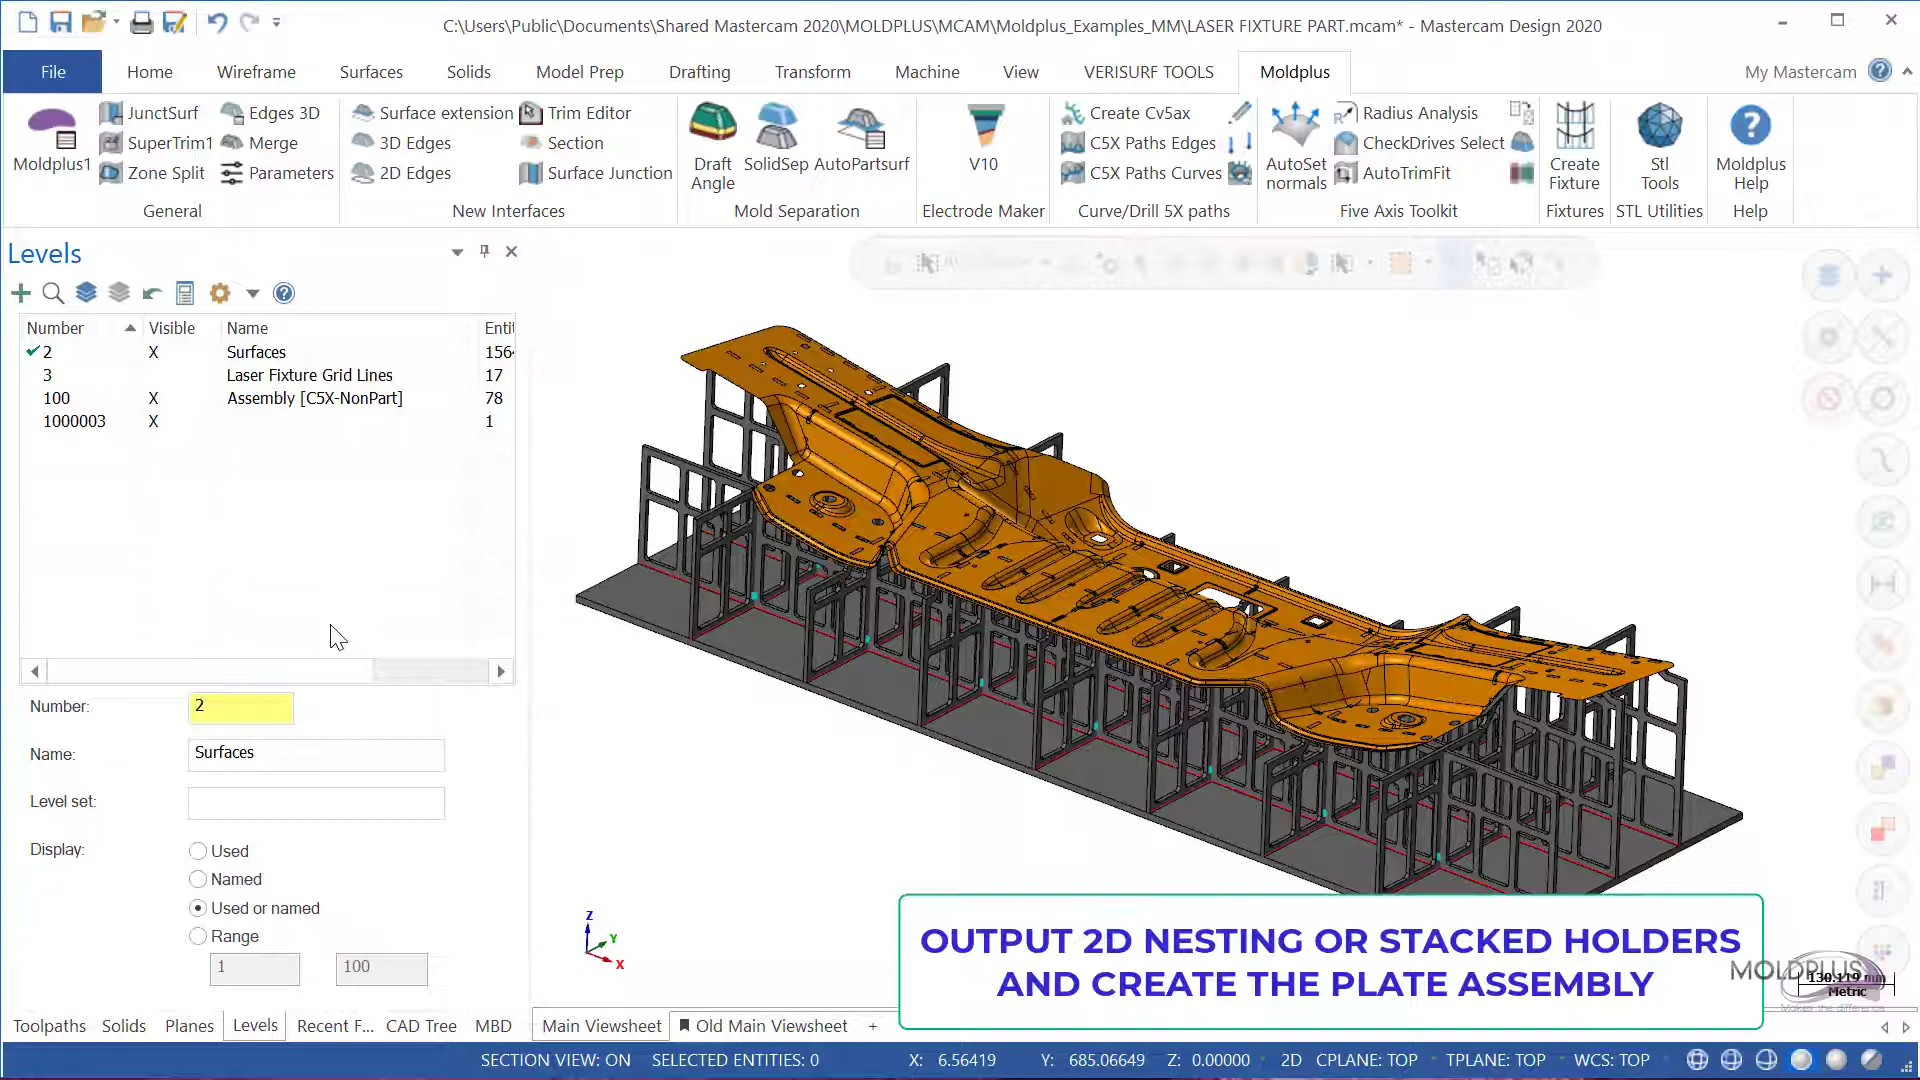 C:\Users\Public\Documents\Shared Mastercam 2020\MOLDPLUS\MCAM\Moldplus_Examples_MM\LASER FIXTURE PART.mcam* - Mastercam Design 2020
File Home Wireframe Surfaces Solids Model Prep Drafting Transform Machine View VERISURF TOOLS Moldplus My Mastercam
Moldplus1
JunctSurf
SuperTrim1
Zone Split
Edges 3D
Merge
Parameters
General
Surface extension
3D Edges
2D Edges
Trim Editor
Section
Surface Junction
New Interfaces
Draft
Angle
SolidSep
AutoPartsurf
Mold Separation
V10
Electrode Maker
Create Cv5ax
C5X Paths Edges
C5X Paths Curves
Curve/Drill 5X paths
AutoSet
normals
Radius Analysis
CheckDrives Select
AutoTrimFit
Five Axis Toolkit
Create
Fixture
Fixtures
Stl
Tools
STL Utilities
Moldplus
Help
Help
Levels
Number Visible Name Entit
2 X Surfaces 1564
3 Laser Fixture Grid Lines 17
100 X Assembly [C5X-NonPart] 78
1000003 X 1
Number: 2
Name: Surfaces
Level set:
Display:
Used
Named
Used or named
Range
1 100
Z
Y
X
OUTPUT 2D NESTING OR STACKED HOLDERS
AND CREATE THE PLATE ASSEMBLY
MOLDPLUS
130.119 mm
Metric
Makes the difference
Toolpaths Solids Planes Levels Recent F... CAD Tree MBD
Main Viewsheet Old Main Viewsheet +
SECTION VIEW: ON SELECTED ENTITIES: 0 X: 6.56419 Y: 685.06649 Z: 0.00000 2D CPLANE: TOP TPLANE: TOP WCS: TOP